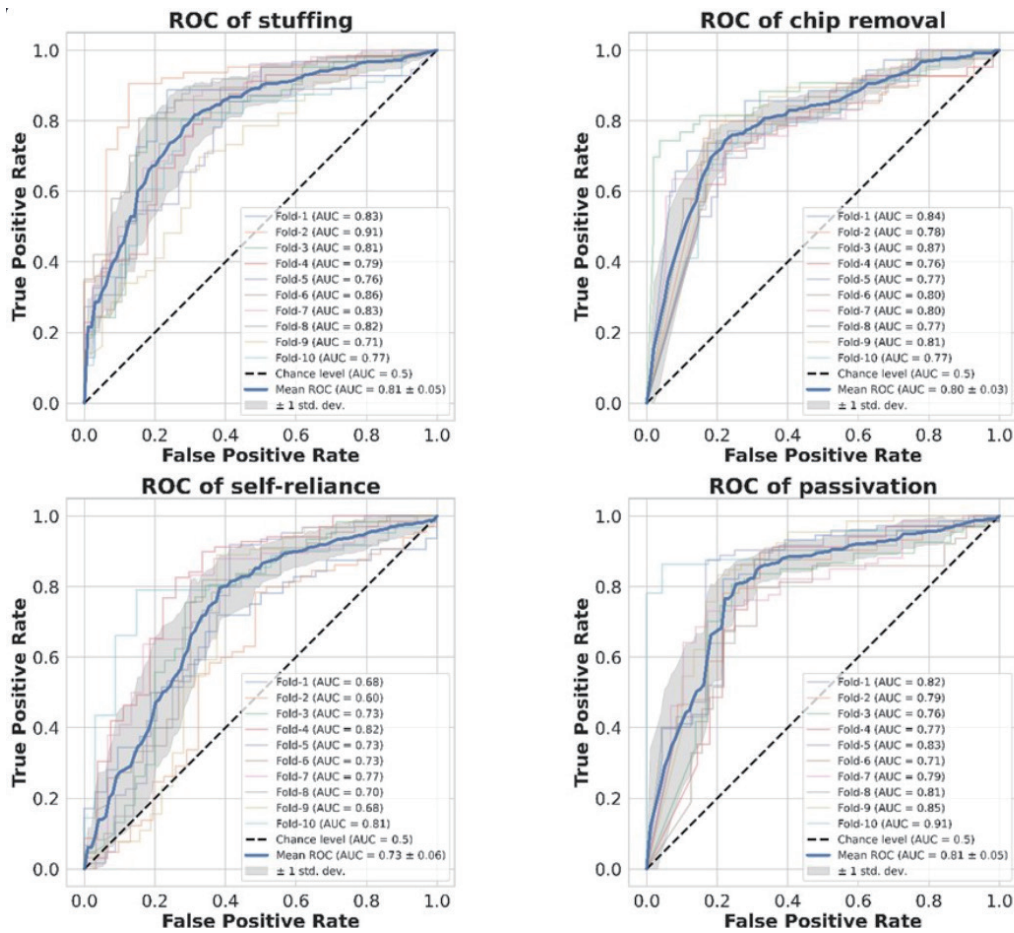 ROC of stuffing
True Positive Rate
1.0
0.8
0.6
0.4
0.2
0.0
Fold-1 (AUC = 0.83)
Fold-2 (AUC = 0.91)
Fold-3 (AUC = 0.81)
Fold-4 (AUC = 0.79)
Fold-5 (AUC = 0.76)
Fold-6 (AUC = 0.86)
Fold-7 (AUC = 0.83)
Fold-8 (AUC = 0.82)
Fold-9 (AUC = 0.71)
Fold-10 (AUC = 0.77)
Chance level (AUC = 0.5)
Mean ROC (AUC = 0.81 ± 0.05)
± 1 std. dev.
0.0 0.2 0.4 0.6 0.8 1.0
False Positive Rate
ROC of chip removal
True Positive Rate
1.0
0.8
0.6
0.4
0.2
0.0
Fold-1 (AUC = 0.84)
Fold-2 (AUC = 0.78)
Fold-3 (AUC = 0.87)
Fold-4 (AUC = 0.76)
Fold-5 (AUC = 0.77)
Fold-6 (AUC = 0.80)
Fold-7 (AUC = 0.80)
Fold-8 (AUC = 0.77)
Fold-9 (AUC = 0.81)
Fold-10 (AUC = 0.77)
Chance level (AUC = 0.5)
Mean ROC (AUC = 0.80 ± 0.03)
± 1 std. dev.
0.0 0.2 0.4 0.6 0.8 1.0
False Positive Rate
ROC of self-reliance
True Positive Rate
1.0
0.8
0.6
0.4
0.2
0.0
Fold-1 (AUC = 0.68)
Fold-2 (AUC = 0.60)
Fold-3 (AUC = 0.73)
Fold-4 (AUC = 0.82)
Fold-5 (AUC = 0.73)
Fold-6 (AUC = 0.73)
Fold-7 (AUC = 0.77)
Fold-8 (AUC = 0.70)
Fold-9 (AUC = 0.68)
Fold-10 (AUC = 0.81)
Chance level (AUC = 0.5)
Mean ROC (AUC = 0.73 ± 0.06)
± 1 std. dev.
0.0 0.2 0.4 0.6 0.8 1.0
False Positive Rate
ROC of passivation
True Positive Rate
1.0
0.8
0.6
0.4
0.2
0.0
Fold-1 (AUC = 0.82)
Fold-2 (AUC = 0.79)
Fold-3 (AUC = 0.76)
Fold-4 (AUC = 0.77)
Fold-5 (AUC = 0.83)
Fold-6 (AUC = 0.71)
Fold-7 (AUC = 0.79)
Fold-8 (AUC = 0.81)
Fold-9 (AUC = 0.85)
Fold-10 (AUC = 0.91)
Chance level (AUC = 0.5)
Mean ROC (AUC = 0.81 ± 0.05)
± 1 std. dev.
0.0 0.2 0.4 0.6 0.8 1.0
False Positive Rate